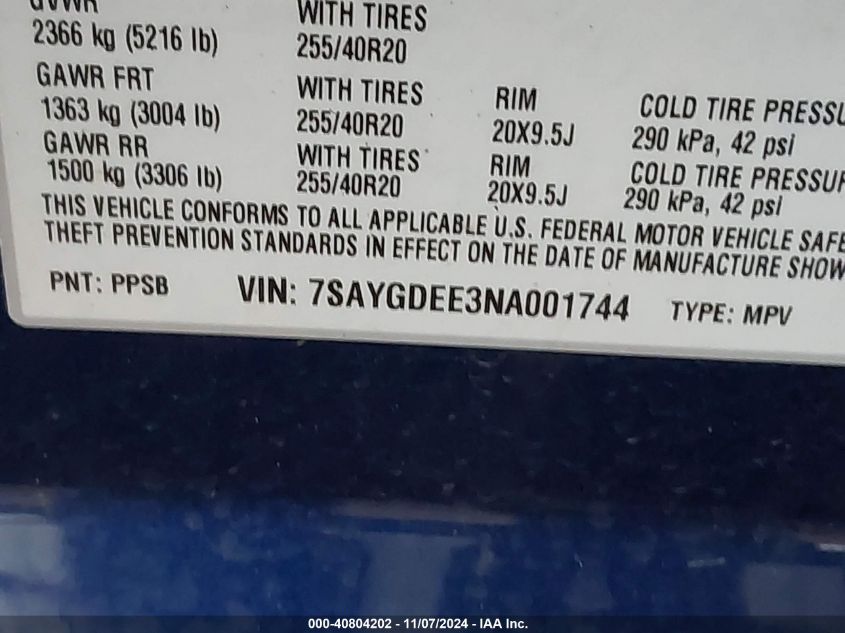 GVWR WITH TIRES
2366 kg (5216 lb) 255/40R20
GAWR FRT WITH TIRES RIM COLD TIRE PRESSU
1363 kg (3004 lb) 255/40R20 20X9.5J 290 kPa, 42 psi
GAWR RR WITH TIRES RIM COLD TIRE PRESSUR
1500 kg (3306 lb) 255/40R20 20X9.5J 290 kPa, 42 psi
THIS VEHICLE CONFORMS TO ALL APPLICABLE U.S. FEDERAL MOTOR VEHICLE SAFE
THEFT PREVENTION STANDARDS IN EFFECT ON THE DATE OF MANUFACTURE SHOW
PNT: PPSB VIN: 7SAYGDEE3NA001744 TYPE: MPV
000-40804202 - 11/07/2024 - IAA Inc.